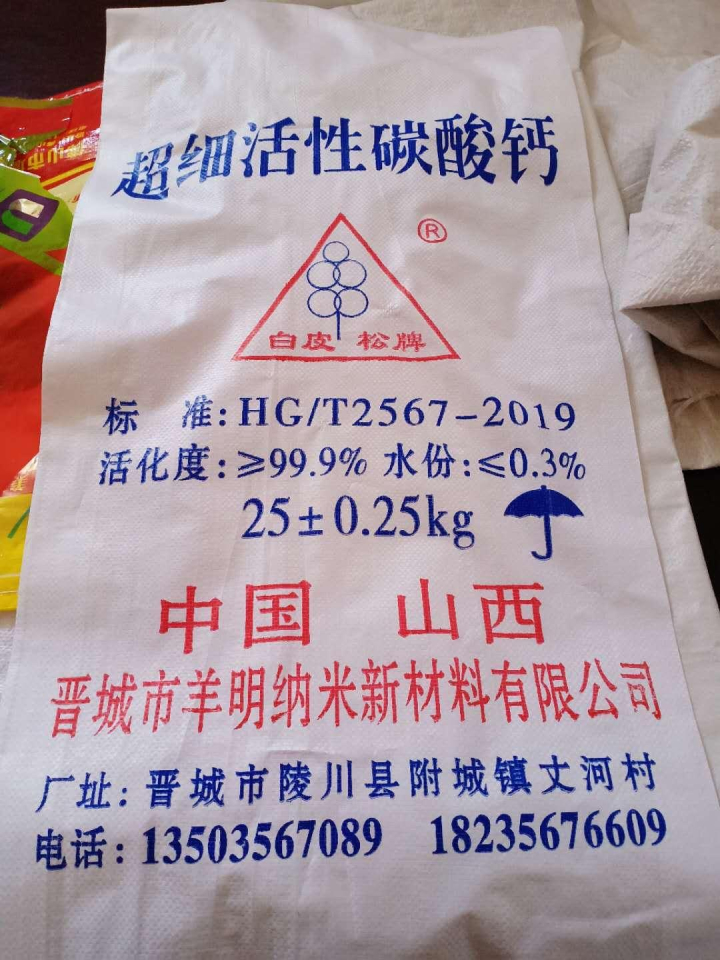 超细活性碳酸钙
®
白皮 松牌
标 准:HG/T2567-2019
活化度:≥99.9% 水份:≤0.3%
25±0.25kg
中国 山西
晋城市羊明纳米新材料有限公司
厂址:晋城市陵川县附城镇丈河村
电话:13503567089 18235676609